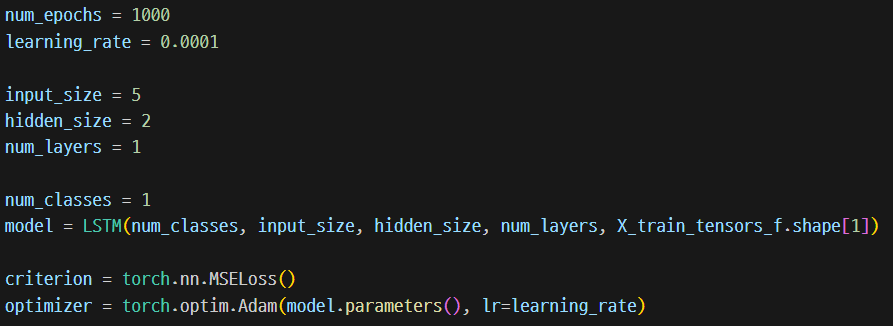 num_epochs = 1000
learning_rate = 0.0001
input_size = 5
hidden_size = 2
num_layers = 1
num_classes = 1
model = LSTM(num_classes, input_size, hidden_size, num_layers, X_train_tensors_f.shape[1])
criterion = torch.nn.MSELoss()
optimizer = torch.optim.Adam(model.parameters(), lr=learning_rate)